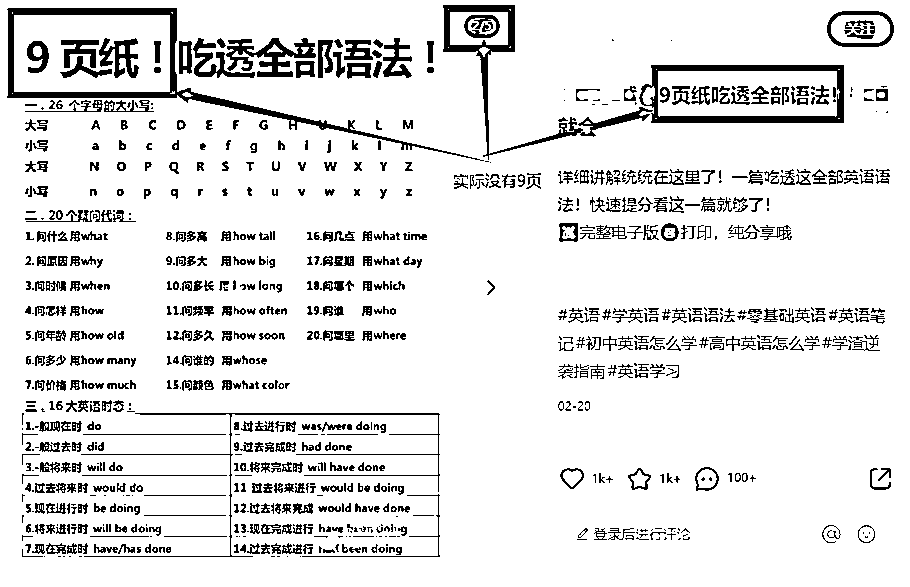 9 页纸！吃透全部语法！
一 . 26 个字母的大小写:
大写 A B C D E F G H K L M
小写 a b c d e f g h i j k l m
大写 N O P Q R S T U V W X Y Z
小写 n o p q r s t u v w x y z
二 . 20个疑问代词：
1.问什么 用what 8.问多高 用how tall 16.问几点 用what time
2.问原因 用why 9.问多大 用how big 17.问星期 用what day
3.问时候 用when 10.问多长 用how long 18.问哪个 用which
4.问怎样 用how 11.问频率 用how often 19.问谁 用who
5.问年龄 用how old 12.问多久 用how soon 20.问哪里 用where
6.问多少 用how many 14.问谁的 用whose
7.问价格 用how much 15.问颜色 用what color
三 . 16 大英语时态：
1.一般现在时 do 8.过去进行时 was/were doing
2.一般过去时 did 9.过去完成时 had done
3.一般将来时 will do 10.将来完成时 will have done
4.过去将来时 would do 11 过去将来进行 would be doing
5.现在进行时 be doing 12.过去将来完成 would have done
6.将来进行时 will be doing 13.现在完成进行 have been doing
7.现在完成时 have/has done 14.过去完成进行 had been doing
实际没有9页
关注
9页纸吃透全部语法！
就会
详细讲解统统在这里了！一篇吃透这全部英语语
法！快速提分看这一篇就够了！
完整电子版 打印，纯分享哦
#英语#学英语#英语语法#零基础英语#英语笔
记#初中英语怎么学#高中英语怎么学#学渣逆
袭指南#英语学习
02-20
1k+ 1k+ 100+
登录后进行评论